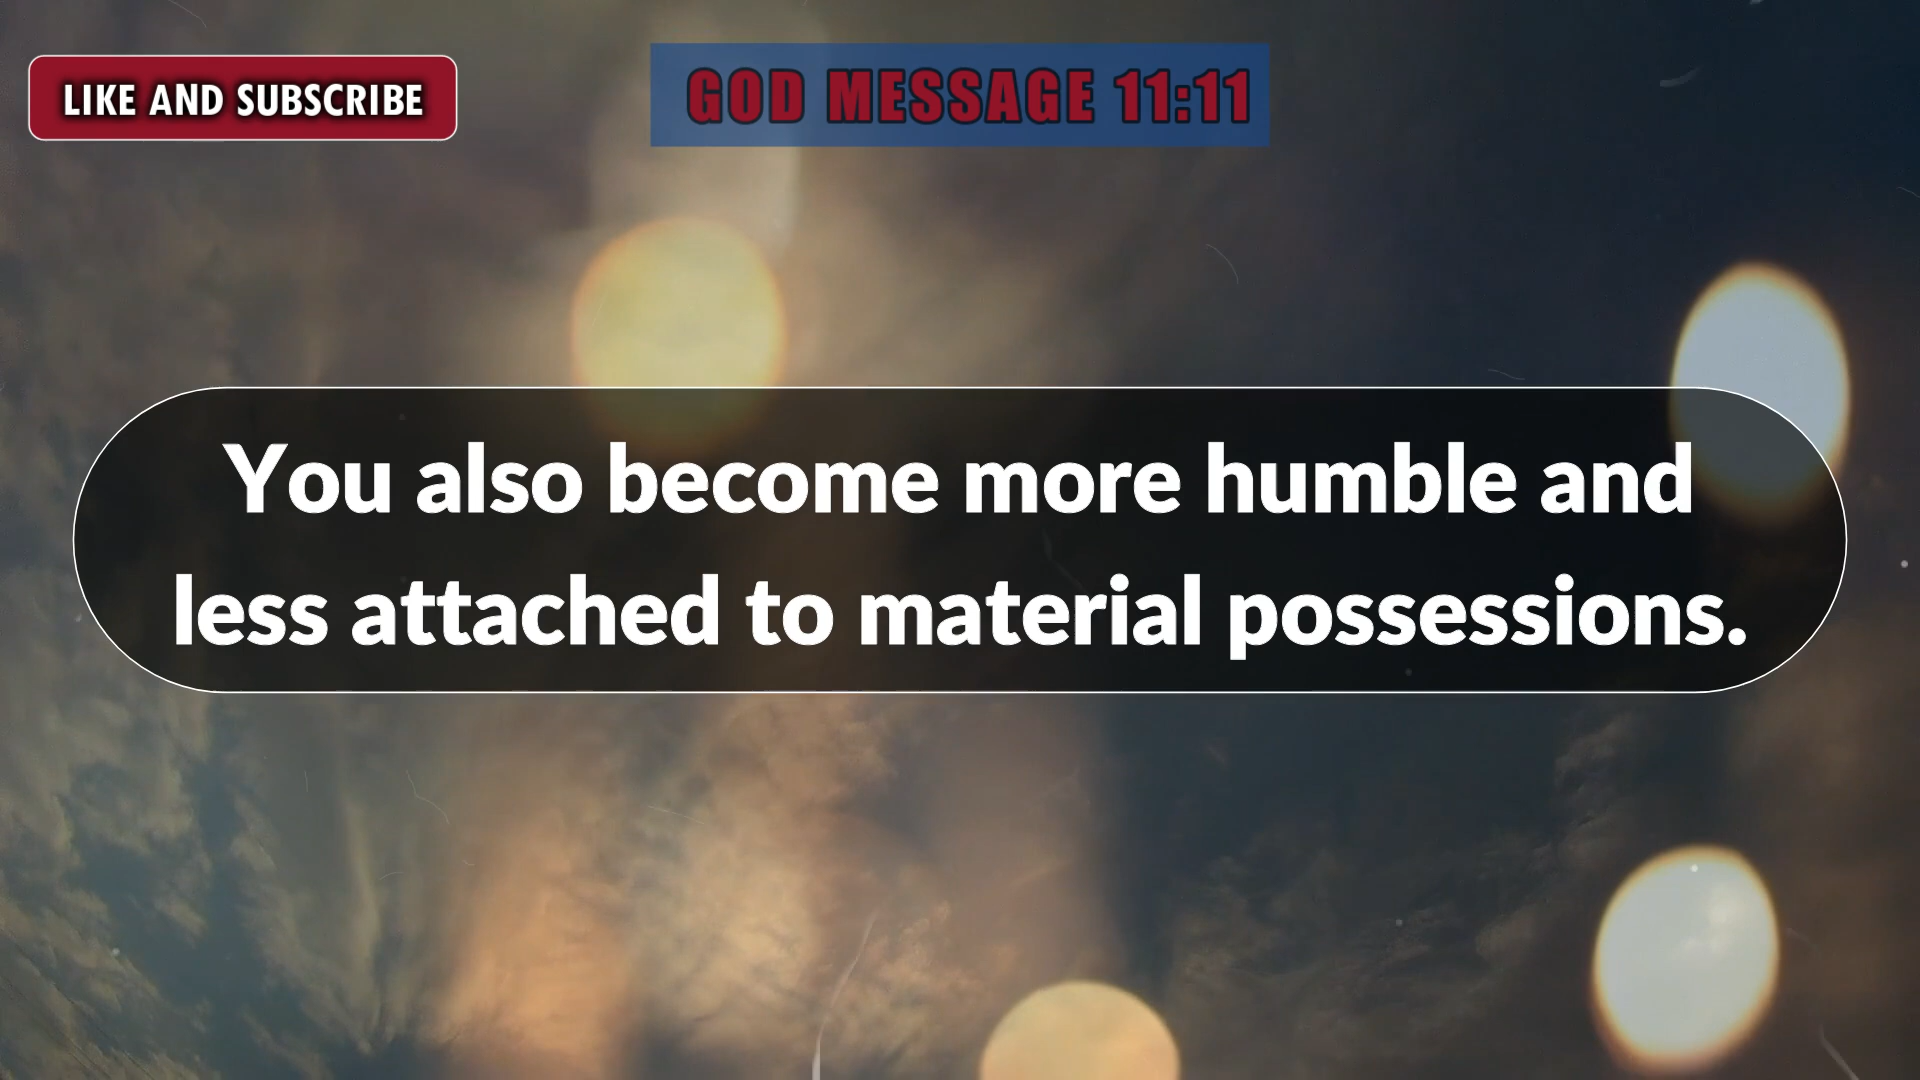 LIKE AND SUBSCRIBE
GOD MESSAGE 11:11
You also become more humble and
less attached to material possessions.